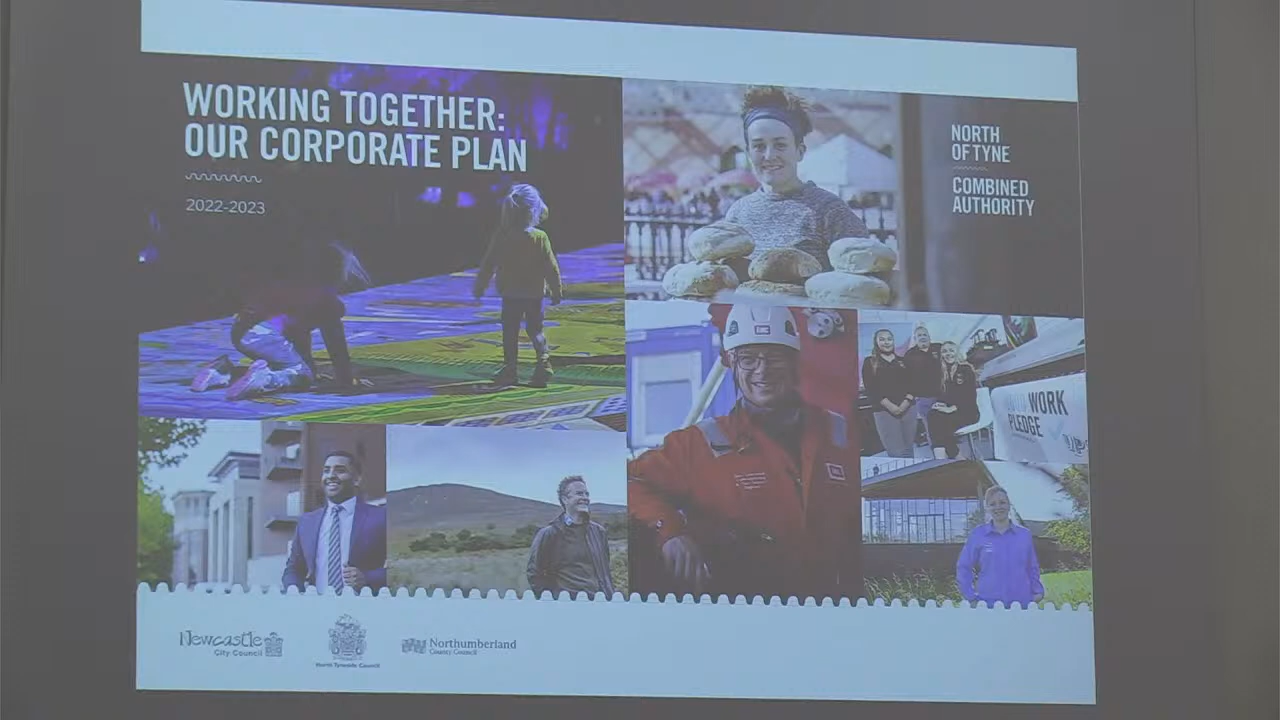 WORKING TOGETHER:
OUR CORPORATE PLAN
2022-2023
NORTH
OF TYNE
COMBINED
AUTHORITY
WORK
PLEDGE
Newcastle
City Council
North Tyneside Council
Northumberland
County Council